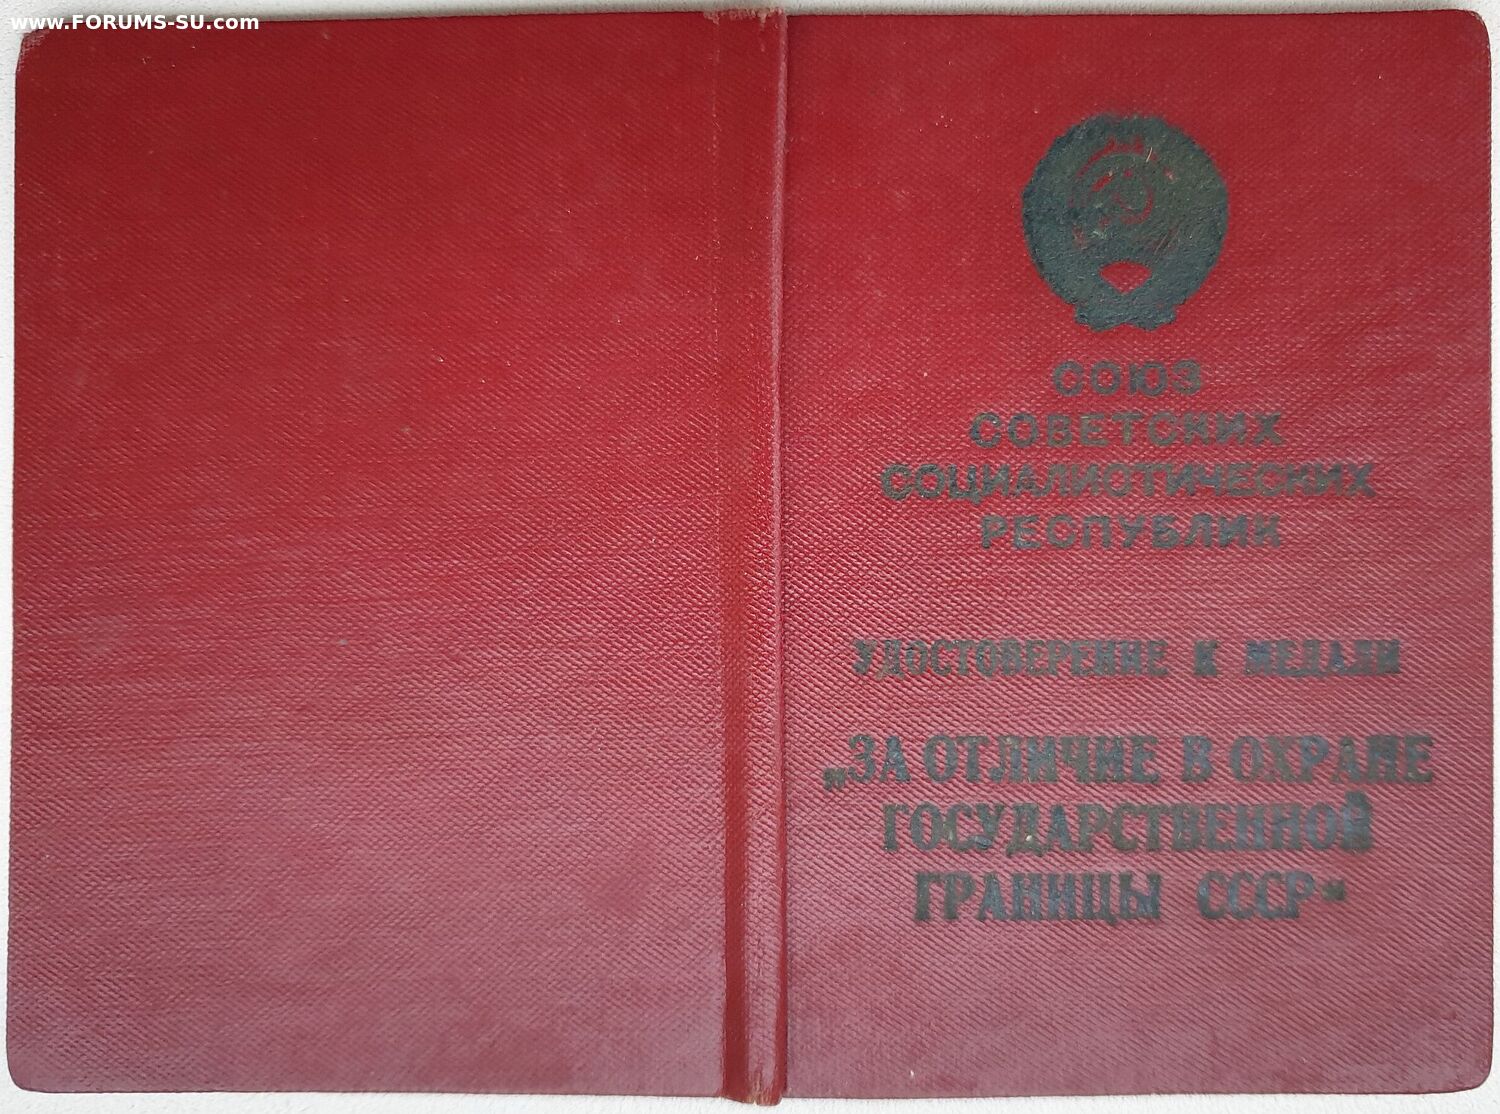 www.FORUMS-SU.com
СОЮЗ
СОВЕТСКИХ
СОЦИАЛИСТИЧЕСКИХ
РЕСПУБЛИК
УДОСТОВЕРЕНИЕ К МЕДАЛИ
„ЗА ОТЛИЧИЕ В ОХРАНЕ
ГОСУДАРСТВЕННОЙ
ГРАНИЦЫ СССР“